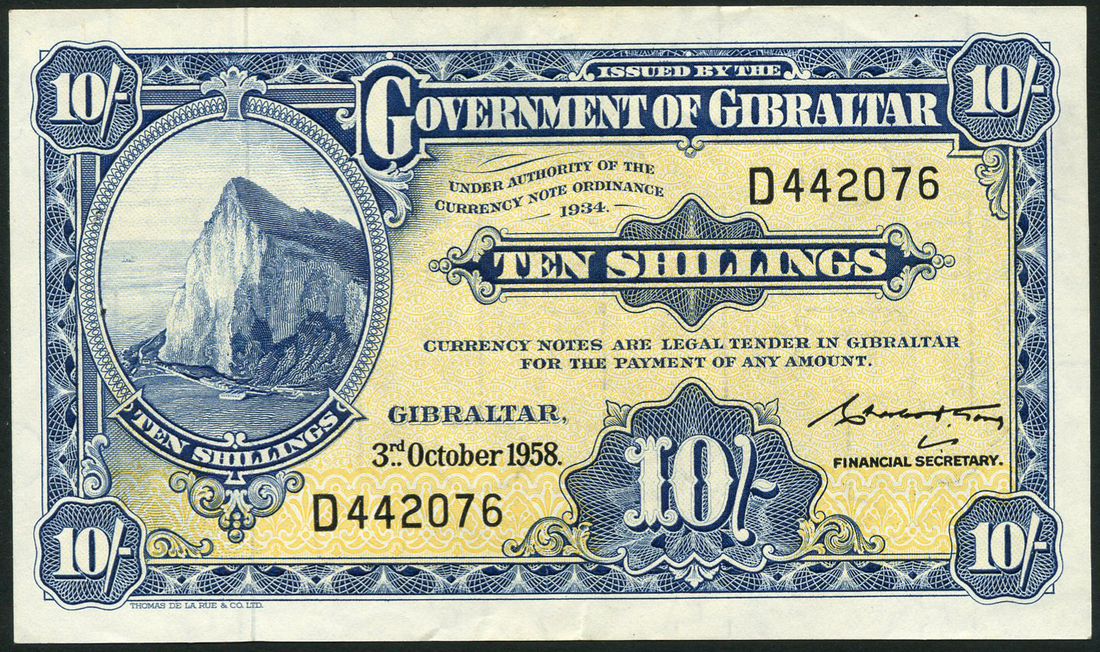 10/-
10/-
ISSUED BY THE
GOVERNMENT OF GIBRALTAR
UNDER AUTHORITY OF THE
CURRENCY NOTE ORDINANCE
1934.
D442076
TEN SHILLINGS
CURRENCY NOTES ARE LEGAL TENDER IN GIBRALTAR
FOR THE PAYMENT OF ANY AMOUNT.
TEN SHILLINGS
GIBRALTAR,
3rd. October 1958.
10/-
FINANCIAL SECRETARY.
D442076
10/-
10/-
THOMAS DE LA RUE & CO. LTD.